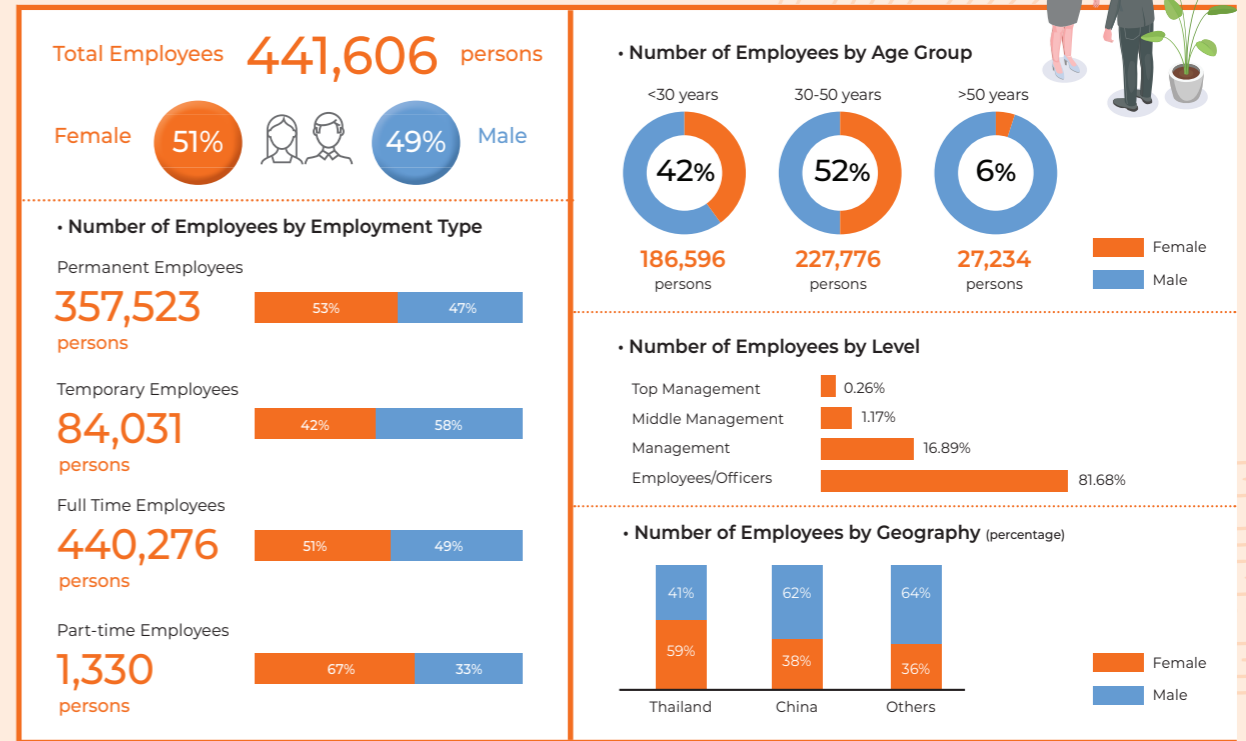 Total Employees 441,606 persons
Female 51% 49% Male
• Number of Employees by Employment Type
Permanent Employees
357,523
persons
53% 47%
Temporary Employees
84,031
persons
42% 58%
Full Time Employees
440,276
persons
51% 49%
Part-time Employees
1,330
persons
67% 33%
• Number of Employees by Age Group
<30 years 30-50 years >50 years
42% 52% 6%
186,596 227,776 27,234
persons persons persons
Female
Male
• Number of Employees by Level
Top Management 0.26%
Middle Management 1.17%
Management 16.89%
Employees/Officers 81.68%
• Number of Employees by Geography (percentage)
41% 62% 64%
59% 38% 36%
Thailand China Others
Female
Male